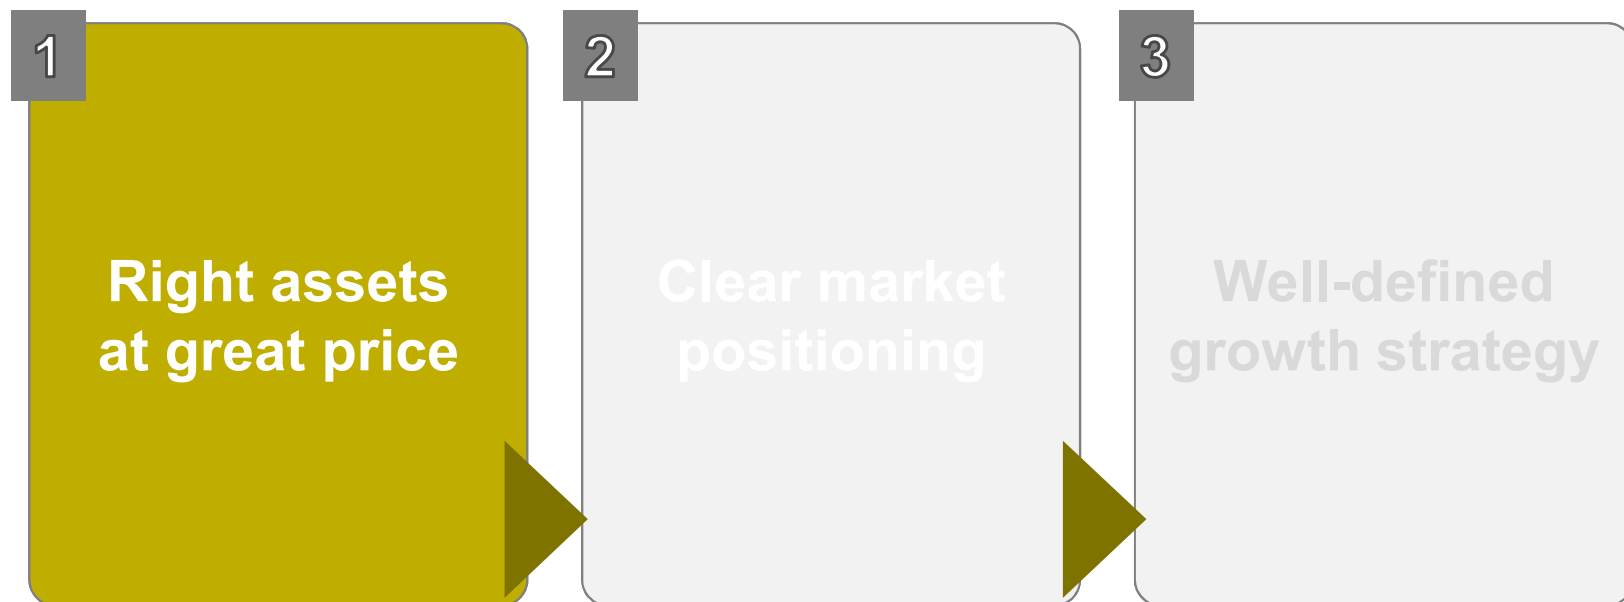 1
Right assets
at great price
2
Clear market
positioning
3
Well-defined
growth strategy